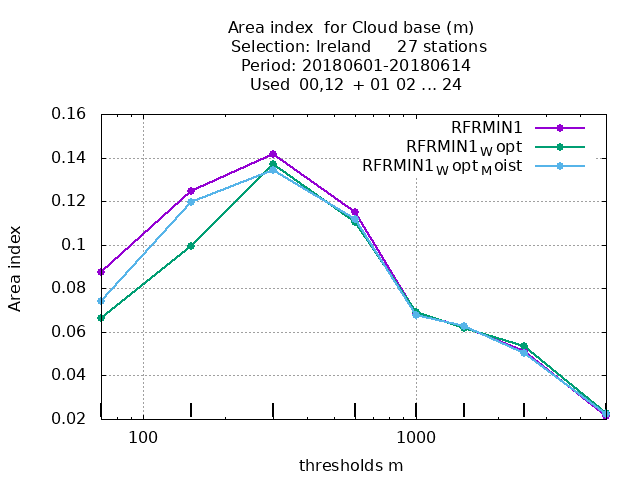 Area index for Cloud base (m)
Selection: Ireland 27 stations
Period: 20180601-20180614
Used 00,12 + 01 02 ... 24
RFRMIN1
RFRMIN1Wopt
RFRMIN1WoptMoist
Area index
0.16
0.14
0.12
0.1
0.08
0.06
0.04
0.02
100 1000
thresholds m